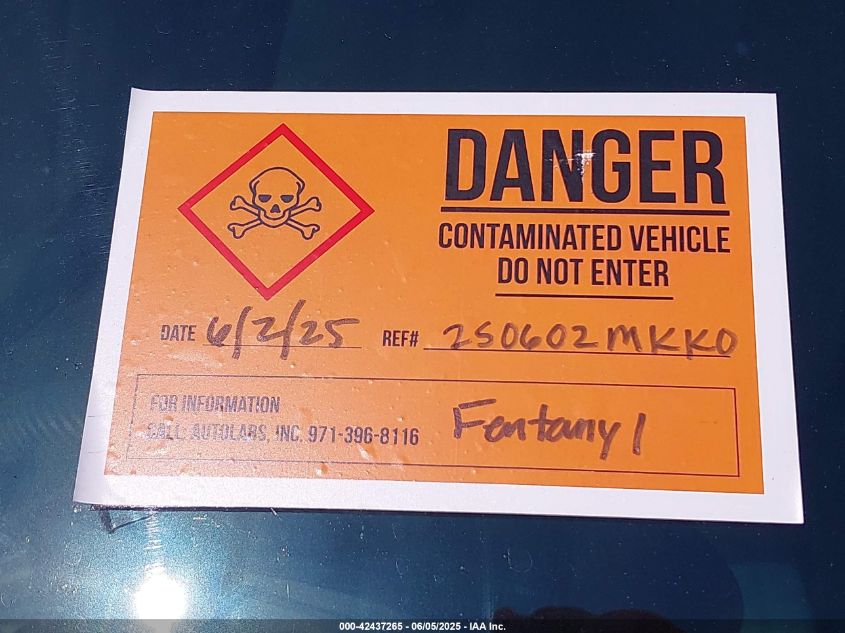 DANGER
CONTAMINATED VEHICLE
DO NOT ENTER
DATE 6/2/25 REF# 250602MKKO
FOR INFORMATION
CALL: AUTOLABS, INC. 971-396-8116 Fentanyl
000-42437265 - 06/05/2025 - IAA Inc.